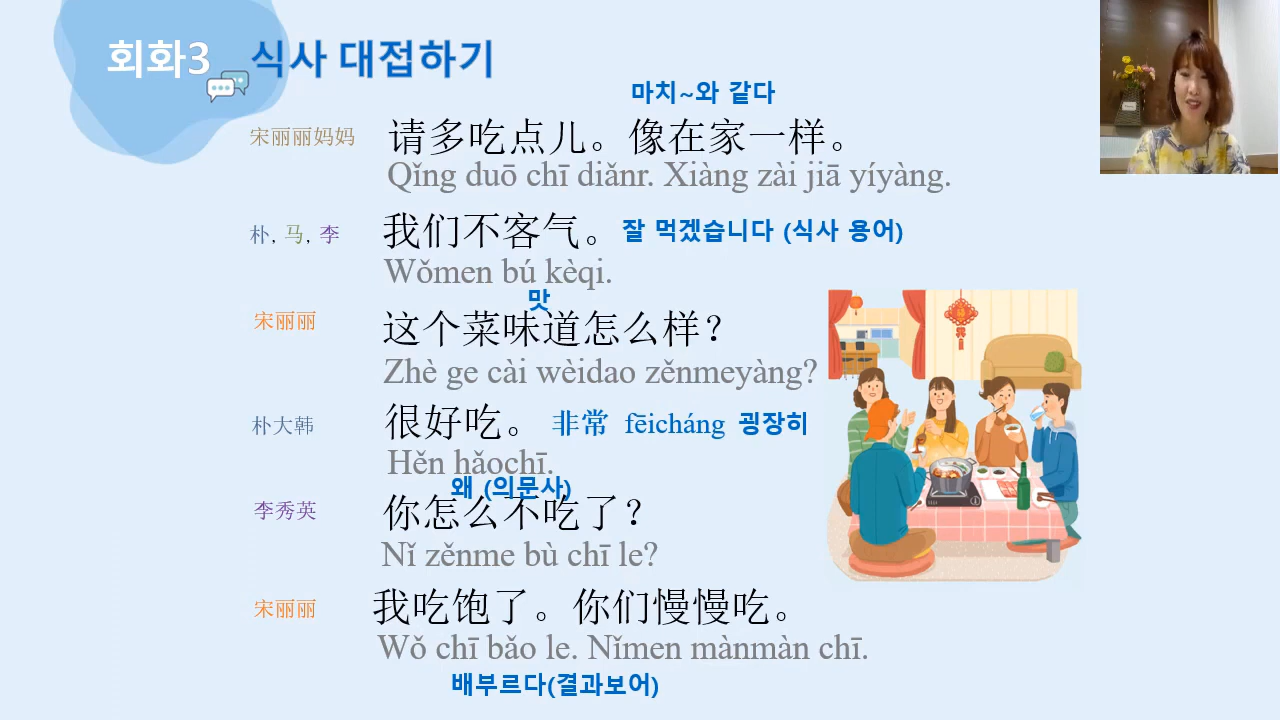 회화3 식사 대접하기
마치~와 같다
宋丽丽妈妈 请多吃点儿。像在家一样。
Qǐng duō chī diǎnr. Xiàng zài jiā yíyàng.
朴, 马, 李 我们不客气。 잘 먹겠습니다 (식사 용어)
Wǒmen bú kèqi.
맛
宋丽丽 这个菜味道怎么样？
Zhè ge cài wèidao zěnmeyàng?
朴大韩 很好吃。 非常 fēicháng 굉장히
Hěn hǎochī.
왜 (의문사)
李秀英 你怎么不吃了？
Nǐ zěnme bù chī le?
宋丽丽 我吃饱了。你们慢慢吃。
Wǒ chī bǎo le. Nǐmen mànmàn chī.
배부르다(결과보어)